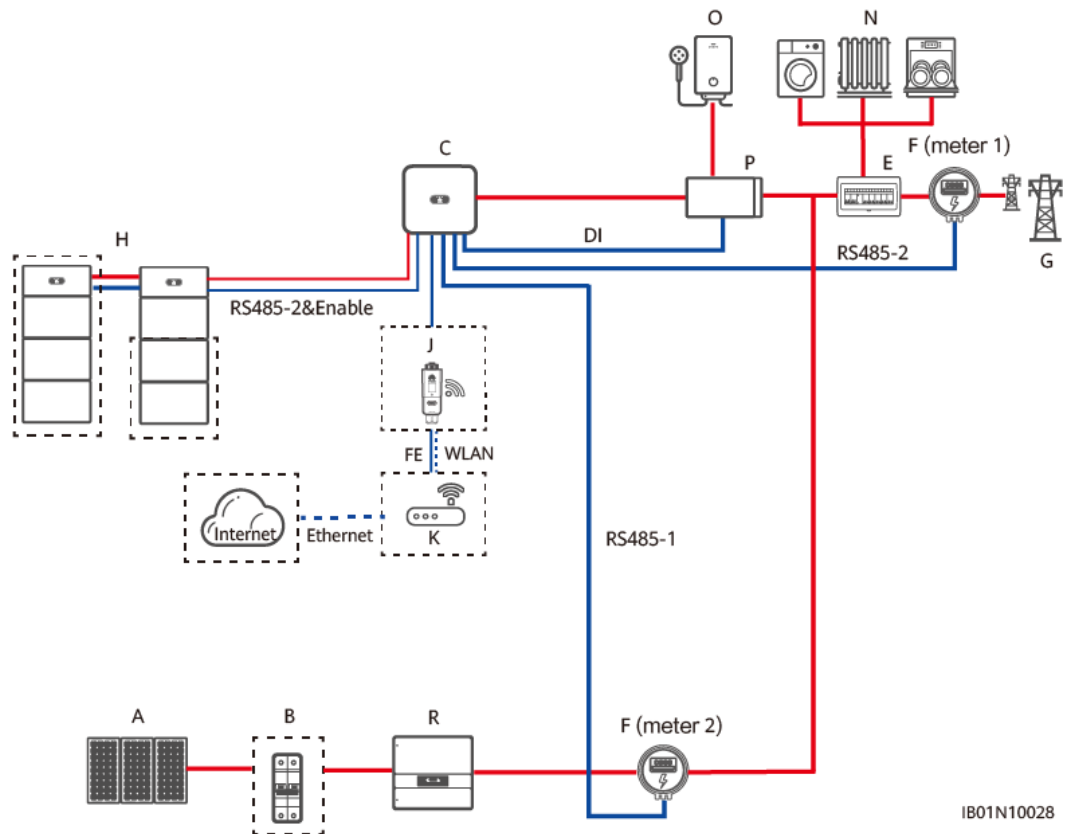 O
N
F (meter 1)
C
P
E
H
DI
RS485-2
G
RS485-2&Enable
J
FE
WLAN
Internet
Ethernet
K
RS485-1
A
B
R
F (meter 2)
IB01N10028